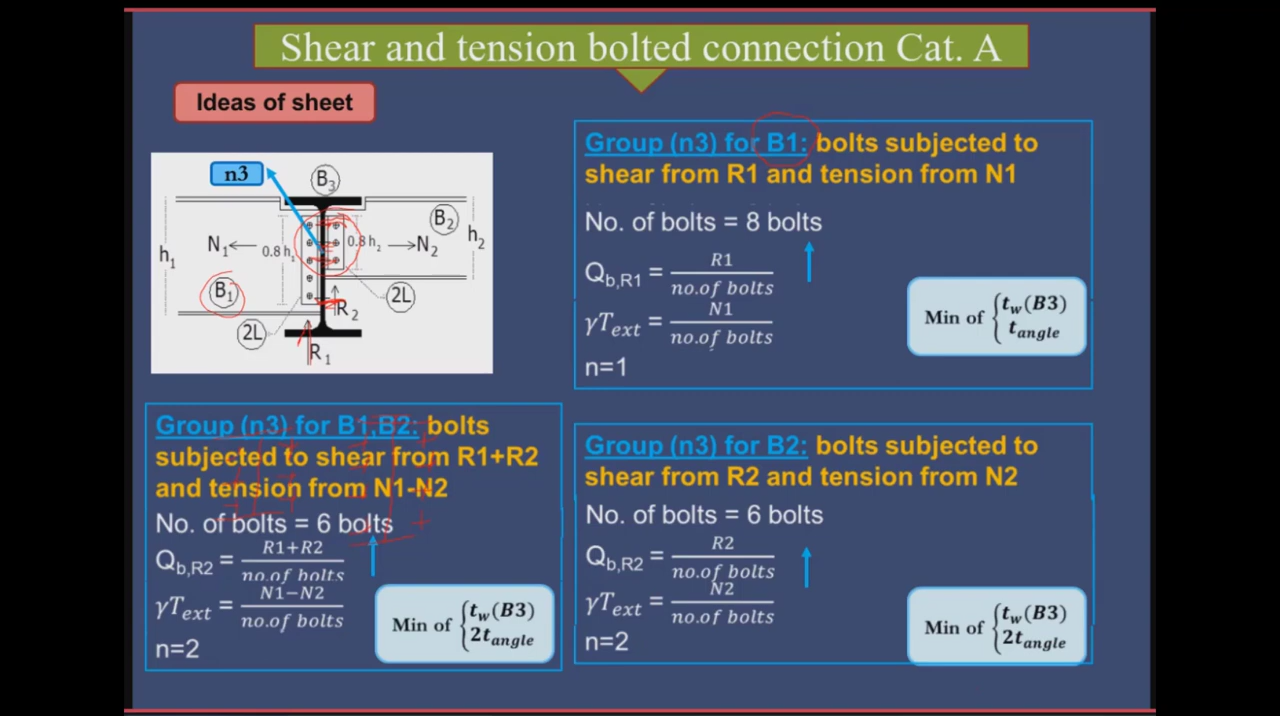 Shear and tension bolted connection Cat. A
Ideas of sheet
n3
B3
B2
h1
N1
0.8 h1
0.8 h2
N2
h2
B1
2L
R2
2L
R1
Group (n3) for B1: bolts subjected to
shear from R1 and tension from N1
No. of bolts = 8 bolts
Qb,R1 = R1 / no.of bolts
γText = N1 / no.of bolts
n=1
Min of { tw(B3)
tangle
Group (n3) for B1,B2: bolts
subjected to shear from R1+R2
and tension from N1-N2
No. of bolts = 6 bolts
Qb,R2 = R1+R2 / no.of bolts
γText = N1−N2 / no.of bolts
n=2
Min of { tw(B3)
2tangle
Group (n3) for B2: bolts subjected to
shear from R2 and tension from N2
No. of bolts = 6 bolts
Qb,R2 = R2 / no.of bolts
γText = N2 / no.of bolts
n=2
Min of { tw(B3)
2tangle